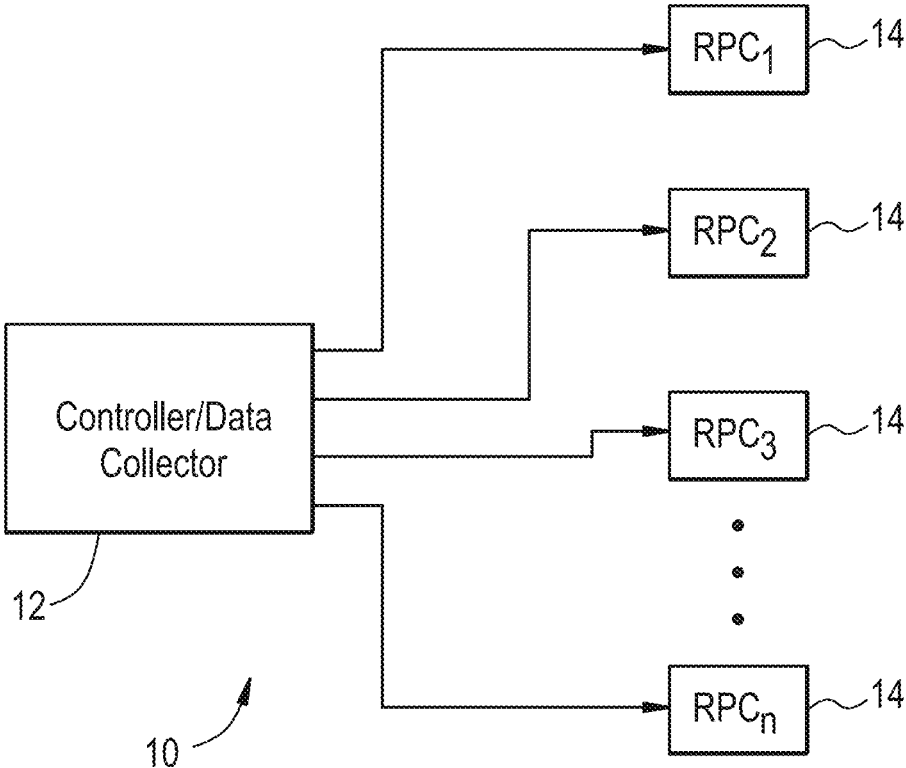 RPC1 14
RPC2 14
Controller/Data
Collector
RPC3 14
12
RPCn 14
10